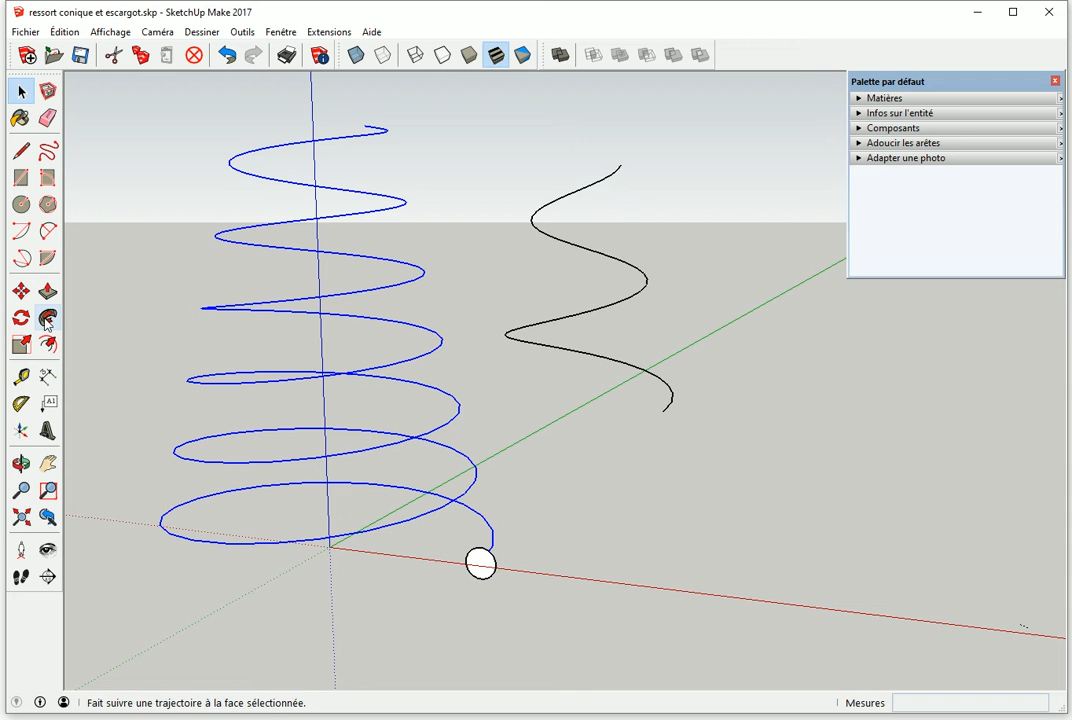 ressort conique et escargot.skp - SketchUp Make 2017
Fichier Édition Affichage Caméra Dessiner Outils Fenêtre Extensions Aide
Palette par défaut
Matières
Infos sur l'entité
Composants
Adoucir les arêtes
Adapter une photo
A1
Fait suivre une trajectoire à la face sélectionnée.
Mesures